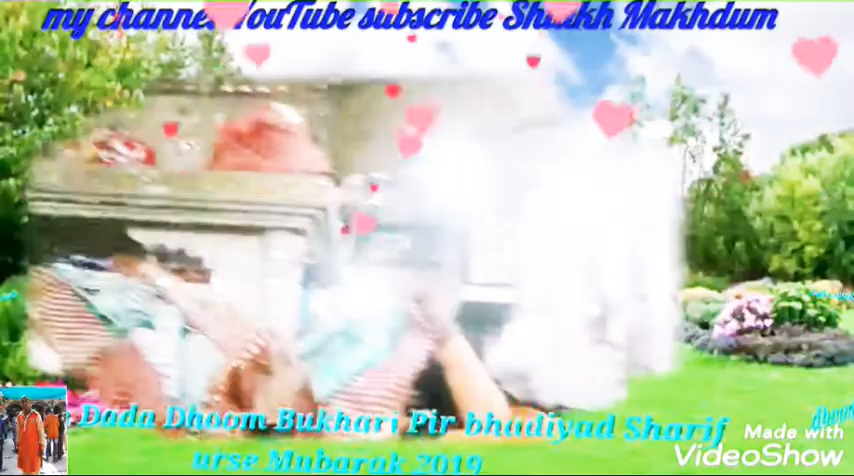 my channel YouTube subscribe Shaikh Makhdum
Dada Dhoom Bukhari Pir bhadiyad Sharif
urse Mubarak 2019
Made with
VideoShow